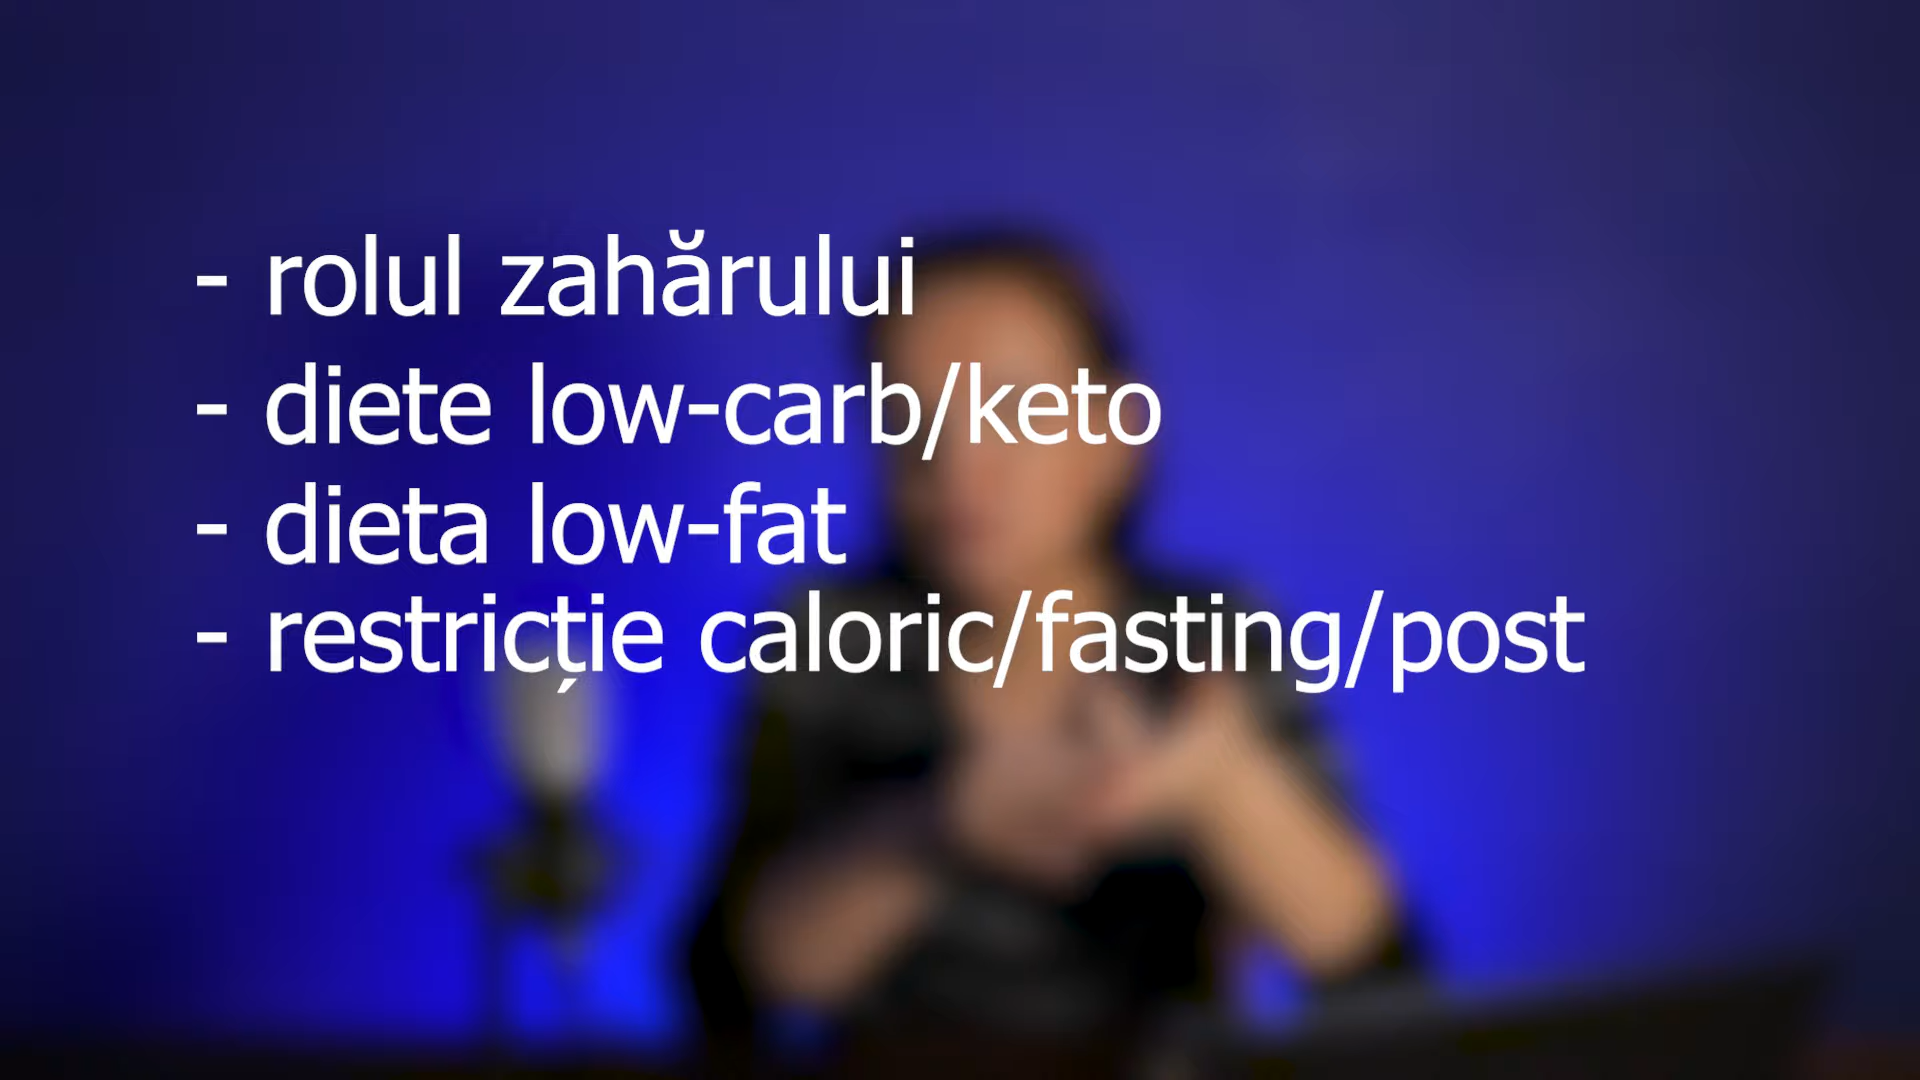 - rolul zahărului
- diete low-carb/keto
- dieta low-fat
- restricție caloric/fasting/post